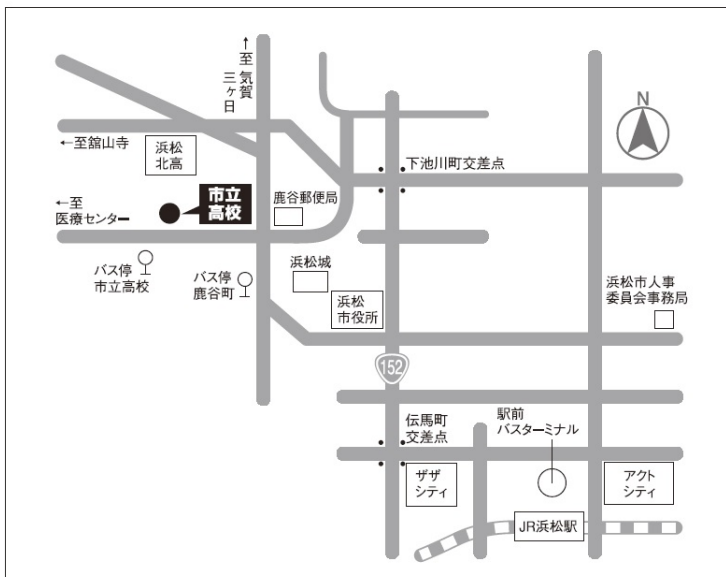 ←至
気賀
三ヶ日
N
←至舘山寺
浜松
北高
下池川町交差点
市立
高校
鹿谷郵便局
←至
医療センター
バス停
市立高校
バス停
鹿谷町
浜松城
浜松
市役所
浜松市人事
委員会事務局
152
伝馬町
交差点
駅前
バスターミナル
ザザ
シティ
アクト
シティ
JR浜松駅